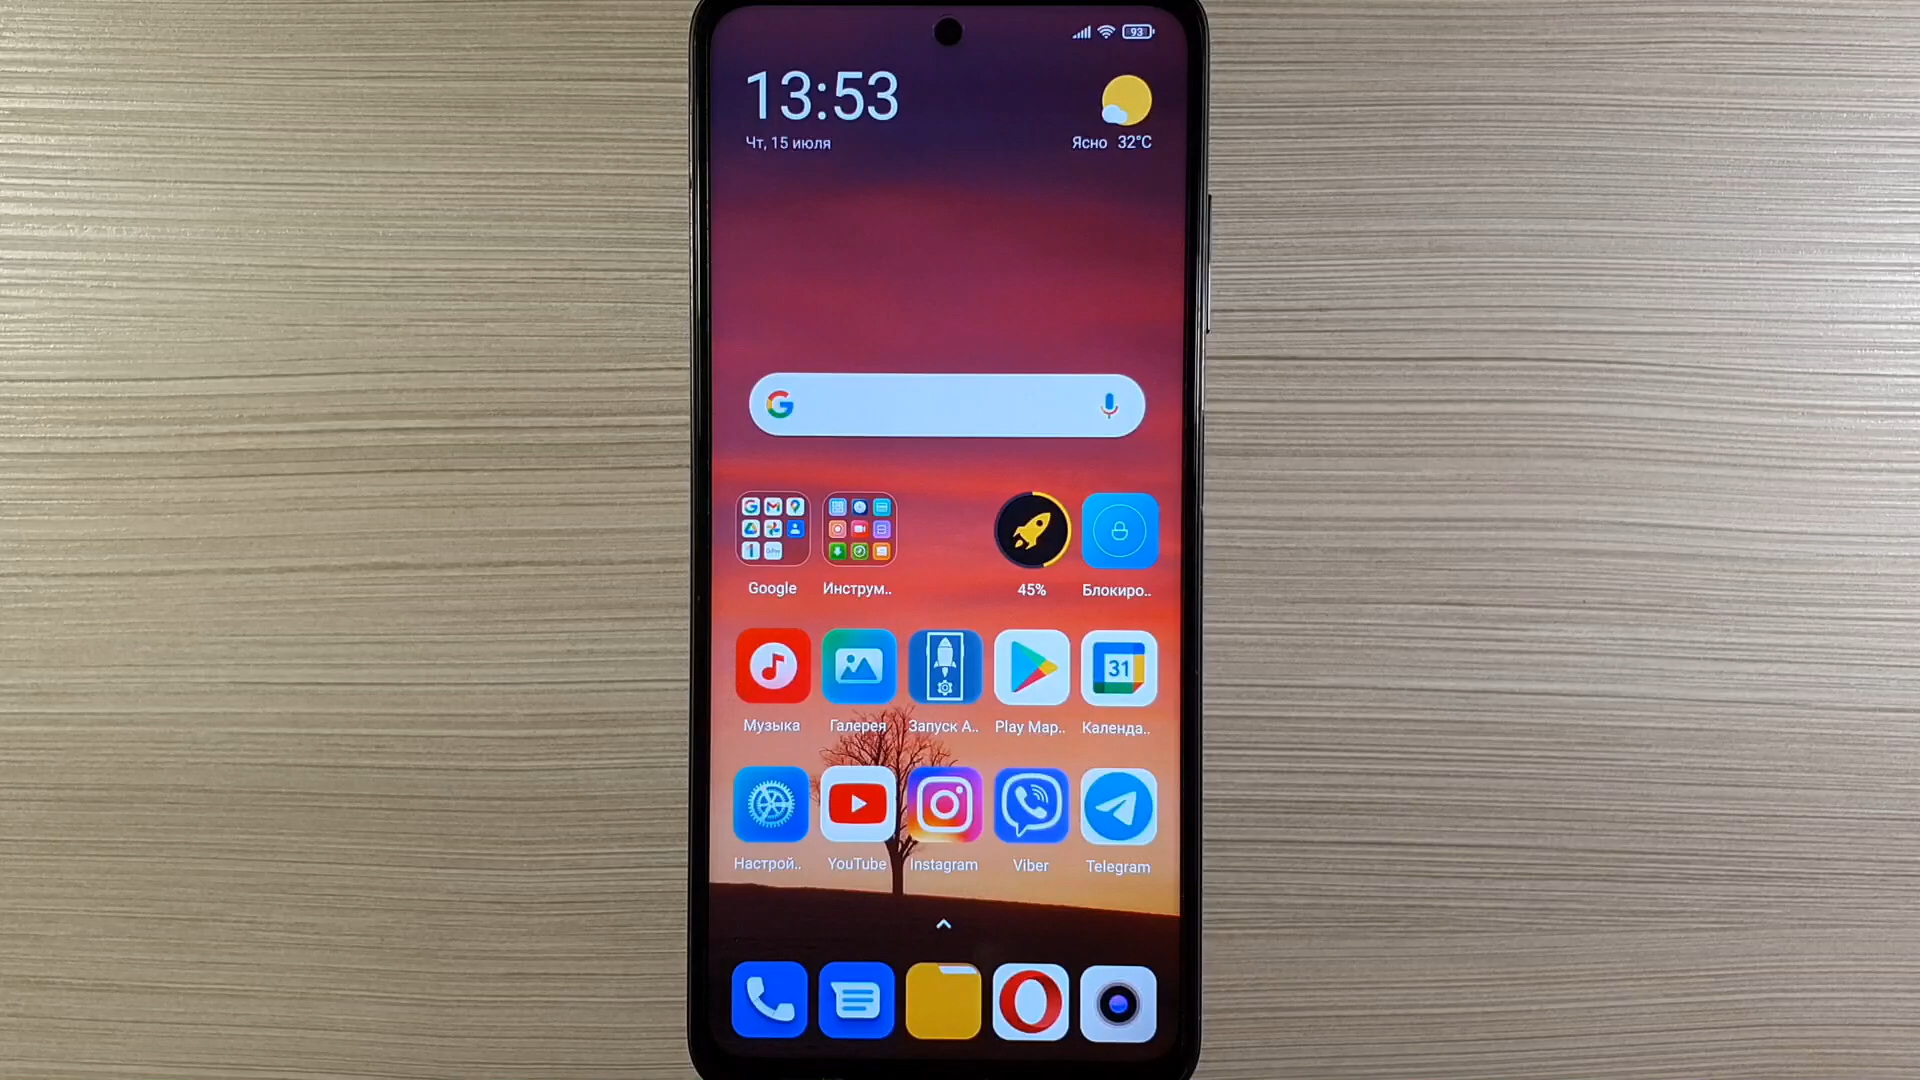 93
13:53
Чт, 15 июля
Ясно 32°C
Google
Инструм..
45%
Блокиро..
31
Музыка
Галерея
Запуск А..
Play Мар..
Календа..
Настрой..
YouTube
Instagram
Viber
Telegram